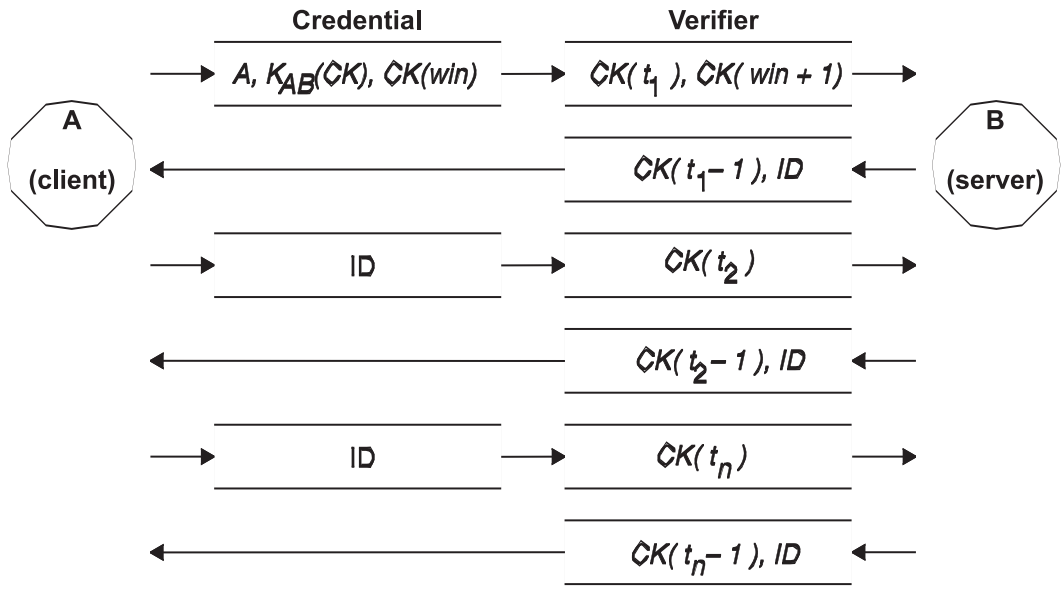 Credential Verifier
A, K_AB(CK), CK(win) CK( t_1 ), CK( win + 1)
A
(client)
B
(server)
CK( t_1 – 1 ), ID
ID CK( t_2 )
CK( t_2 – 1 ), ID
ID CK( t_n )
CK( t_n – 1 ), ID